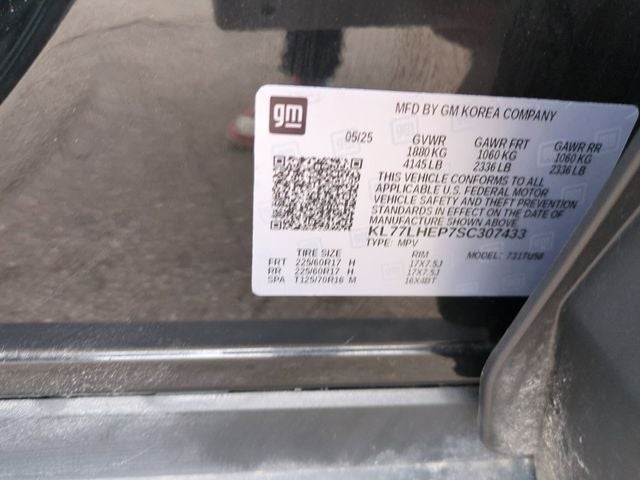 gm
MFD BY GM KOREA COMPANY
05/25 GVWR GAWR FRT GAWR RR
1880 KG 1060 KG 1060 KG
4145 LB 2336 LB 2336 LB
THIS VEHICLE CONFORMS TO ALL
APPLICABLE U.S. FEDERAL MOTOR
VEHICLE SAFETY AND THEFT PREVENTION
STANDARDS IN EFFECT ON THE DATE OF
MANUFACTURE SHOWN ABOVE
KL77LHEP7SC307433
TYPE: MPV MODEL: 731TU58
TIRE SIZE RIM
FRT 225/60R17 H 17X7.5J
RR 225/60R17 H 17X7.5J
SPA T125/70R16 M 16X4BT